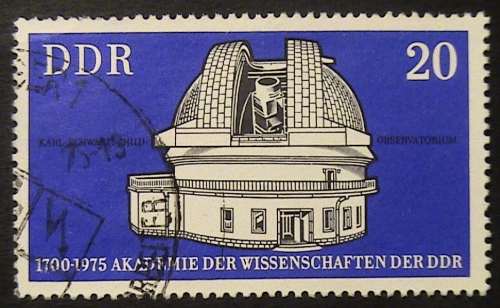 DDR 20
KARL-SCHWARZSCHILD- OBSERVATORIUM
1700-1975 AKADEMIE DER WISSENSCHAFTEN DER DDR